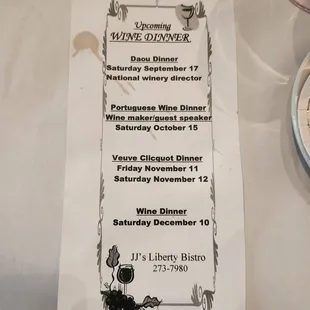 Upcoming
WINE DINNER
Daou Dinner
Saturday September 17
National winery director
Portuguese Wine Dinner
Wine maker/guest speaker
Saturday October 15
Veuve Clicquot Dinner
Friday November 11
Saturday November 12
Wine Dinner
Saturday December 10
JJ's Liberty Bistro
273-7980